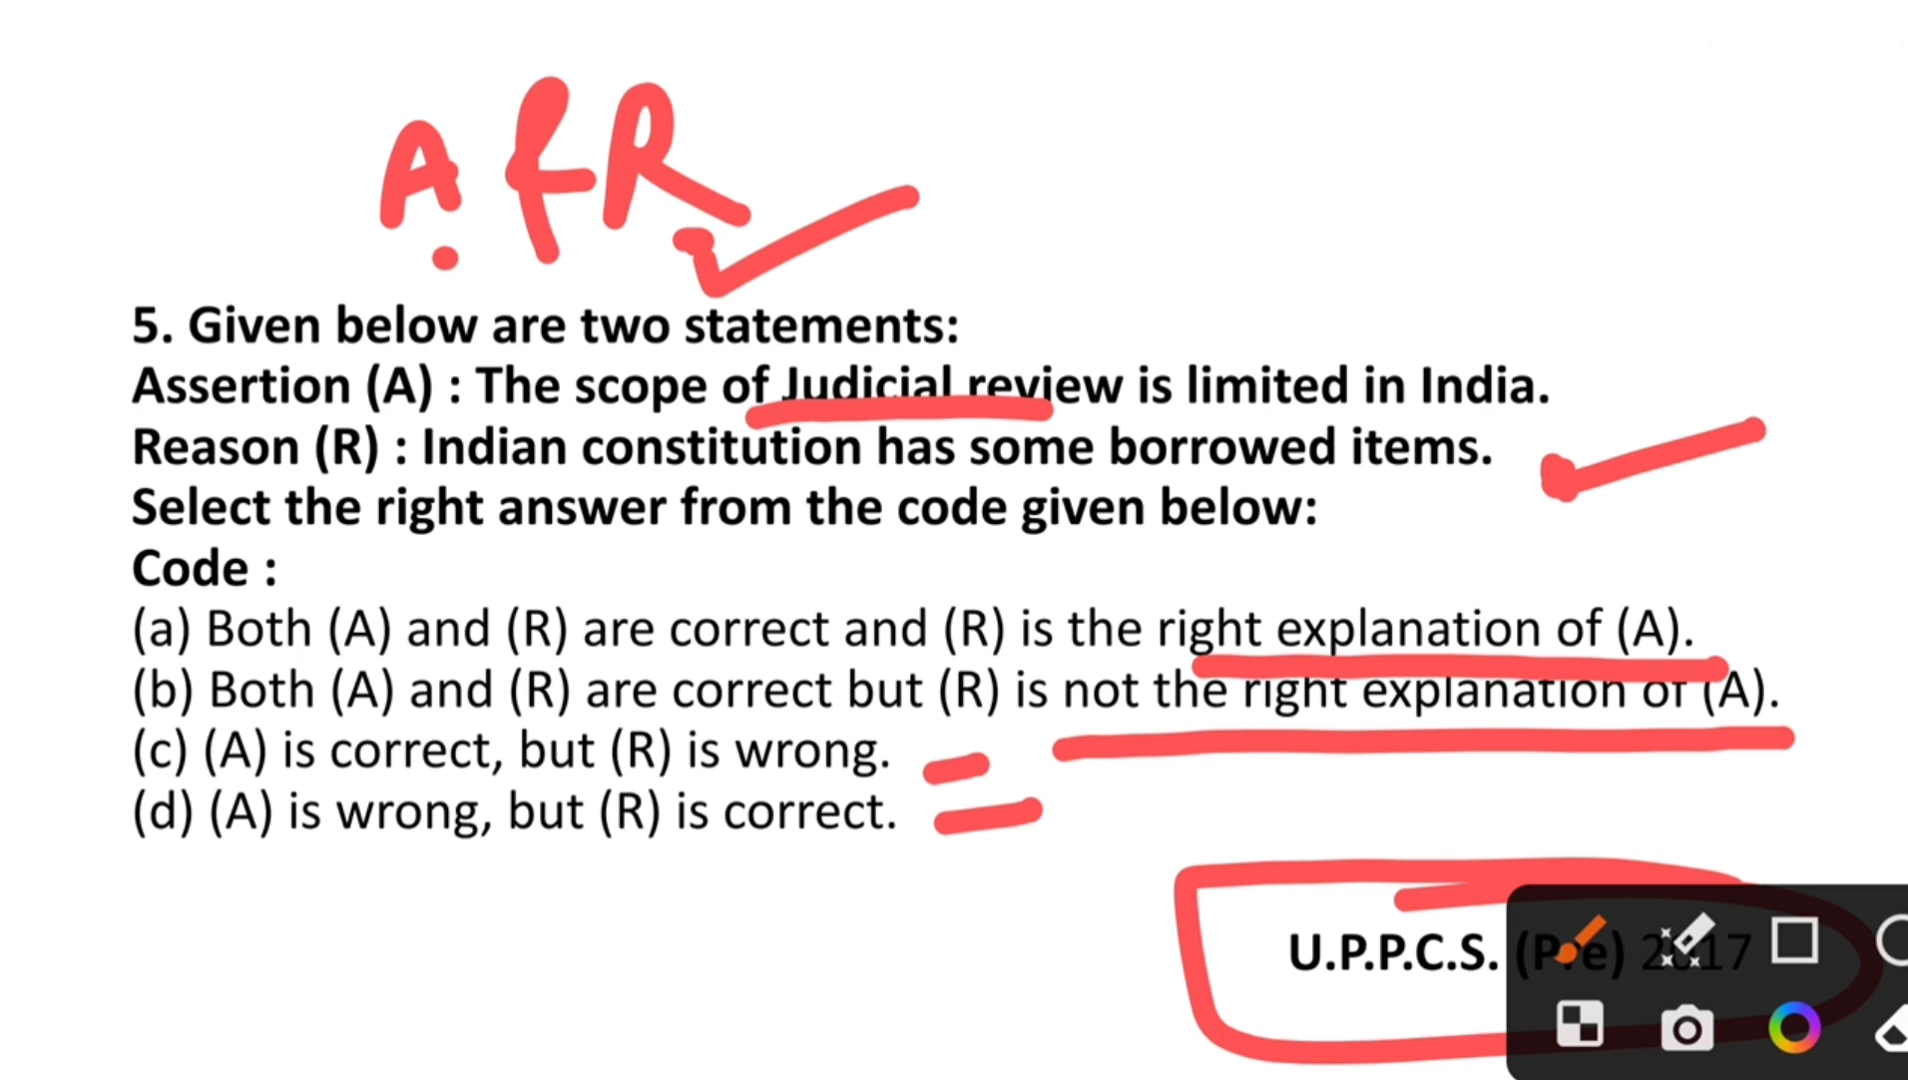 A & R
5. Given below are two statements:
Assertion (A) : The scope of Judicial review is limited in India.
Reason (R) : Indian constitution has some borrowed items.
Select the right answer from the code given below:
Code :
(a) Both (A) and (R) are correct and (R) is the right explanation of (A).
(b) Both (A) and (R) are correct but (R) is not the right explanation of (A).
(c) (A) is correct, but (R) is wrong.
(d) (A) is wrong, but (R) is correct.
U.P.P.C.S. (Pre) 2017